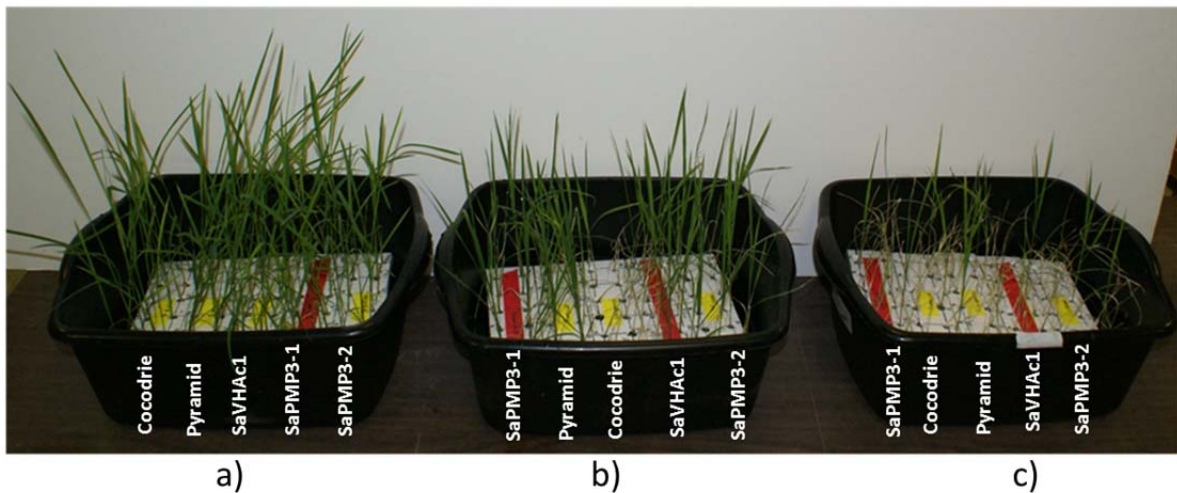 Cocodrie
Pyramid
SaVHAc1
SaPMP3-1
SaPMP3-2
SaPMP3-1
Pyramid
Cocodrie
SaVHAc1
SaPMP3-2
SaPMP3-1
Cocodrie
Pyramid
SaVHAc1
SaPMP3-2
a)
b)
c)